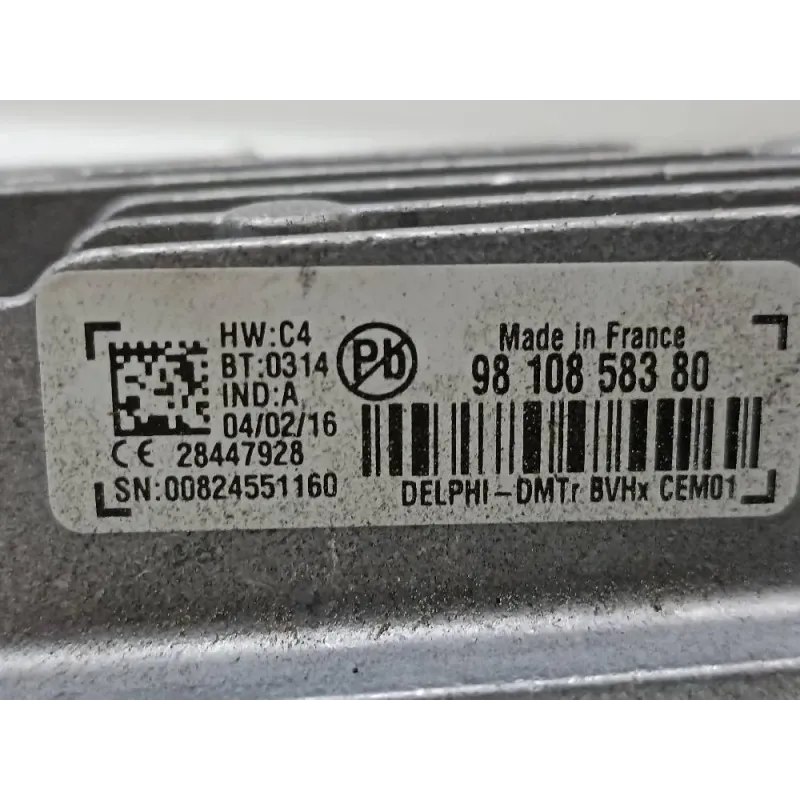 HW:C4
BT:0314
IND:A
04/02/16
CE 28447928
SN:00824551160
Pb
Made in France
98 108 583 80
DELPHI-DMTr BVHx CEM01